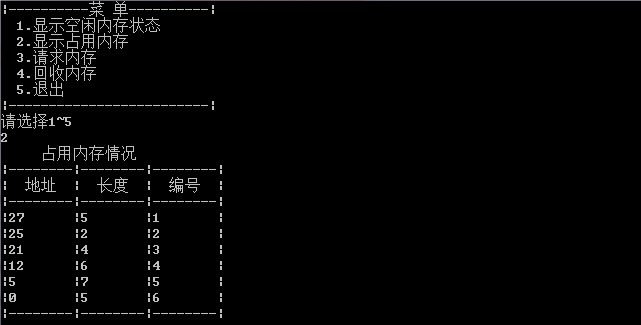 ¦----------菜 单----------¦
1.显示空闲内存状态
2.显示占用内存
3.请求内存
4.回收内存
5.退出
¦-------------------------¦
请选择1~5
2
占用内存情况
¦--------¦--------¦--------¦
¦ 地址 ¦ 长度 ¦ 编号 ¦
¦--------¦--------¦--------¦
¦27 ¦5 ¦1 ¦
¦25 ¦2 ¦2 ¦
¦21 ¦4 ¦3 ¦
¦12 ¦6 ¦4 ¦
¦5 ¦7 ¦5 ¦
¦0 ¦5 ¦6 ¦
¦--------¦--------¦--------¦